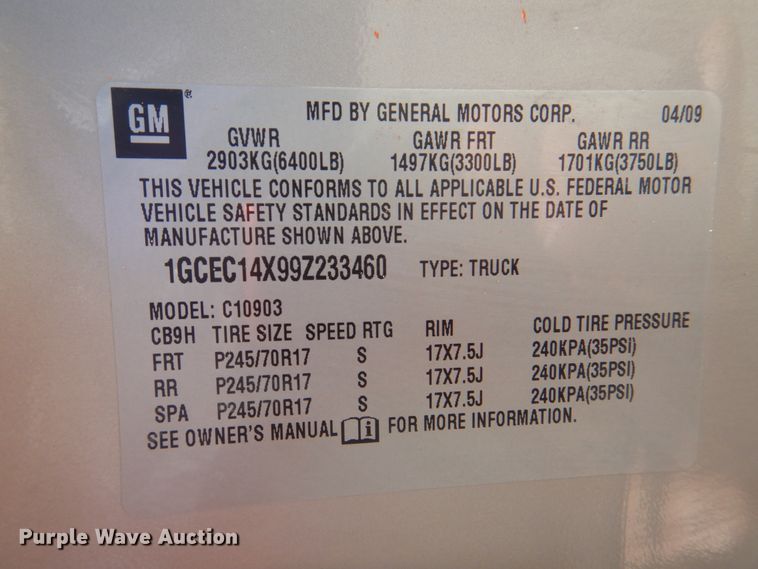 GM® MFD BY GENERAL MOTORS CORP. 04/09
GVWR GAWR FRT GAWR RR
2903KG(6400LB) 1497KG(3300LB) 1701KG(3750LB)
THIS VEHICLE CONFORMS TO ALL APPLICABLE U.S. FEDERAL MOTOR
VEHICLE SAFETY STANDARDS IN EFFECT ON THE DATE OF
MANUFACTURE SHOWN ABOVE.
1GCEC14X99Z233460 TYPE: TRUCK
MODEL: C10903
CB9H TIRE SIZE SPEED RTG RIM COLD TIRE PRESSURE
FRT P245/70R17 S 17X7.5J 240KPA(35PSI)
RR P245/70R17 S 17X7.5J 240KPA(35PSI)
SPA P245/70R17 S 17X7.5J 240KPA(35PSI)
SEE OWNER'S MANUAL i FOR MORE INFORMATION.
Purple Wave Auction